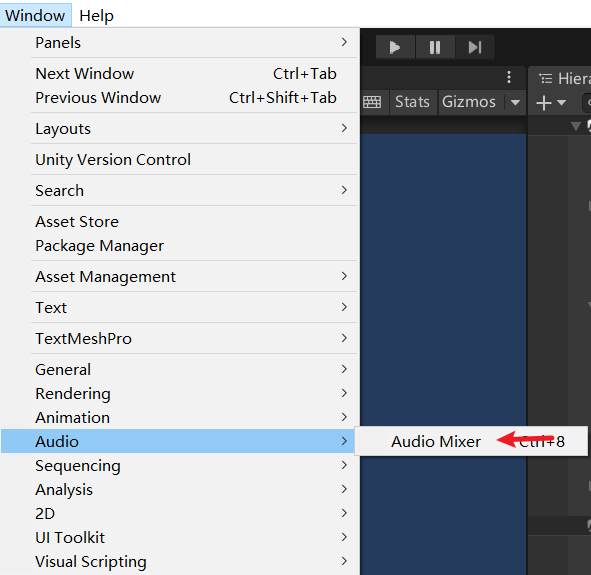 Window Help
Panels
Next Window Ctrl+Tab
Previous Window Ctrl+Shift+Tab
Layouts
Unity Version Control
Search
Asset Store
Package Manager
Asset Management
Text
TextMeshPro
General
Rendering
Animation
Audio
Sequencing
Analysis
2D
UI Toolkit
Visual Scripting
Audio Mixer Ctrl+8
Stats Gizmos